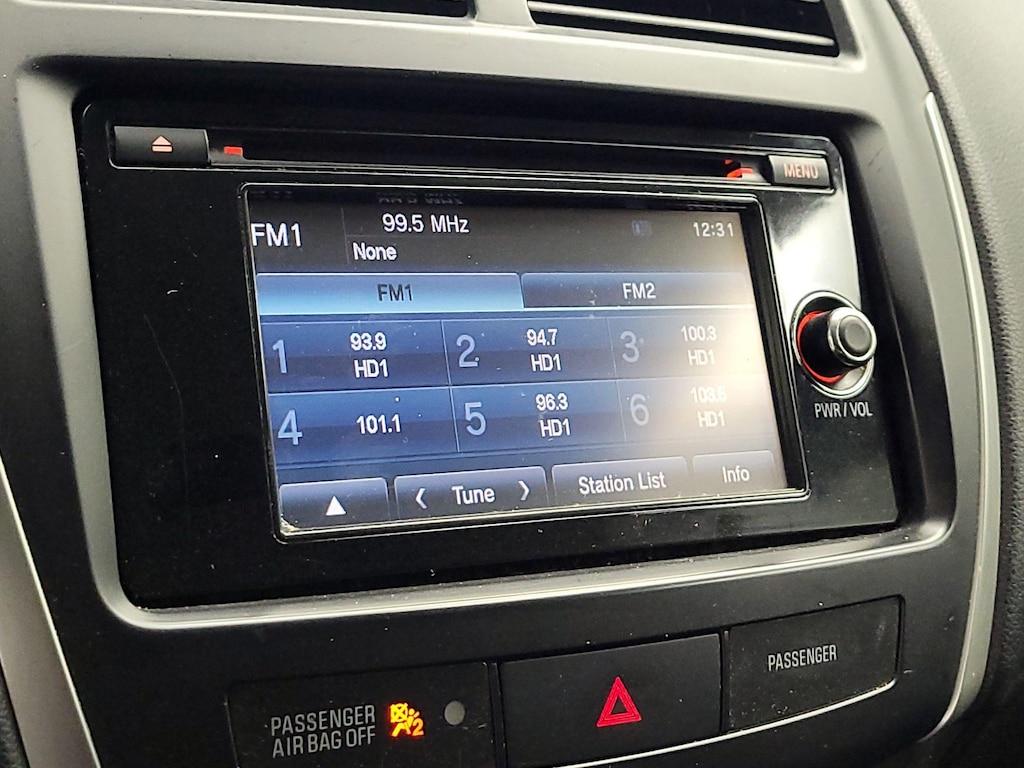 MENU
FM1
99.5 MHz
12:31
None
FM1
FM2
1 93.9 HD1
2 94.7 HD1
3 100.3 HD1
4 101.1
5 96.3 HD1
6 103.5 HD1
Tune
Station List
Info
PWR / VOL
PASSENGER
AIR BAG OFF
2
PASSENGER